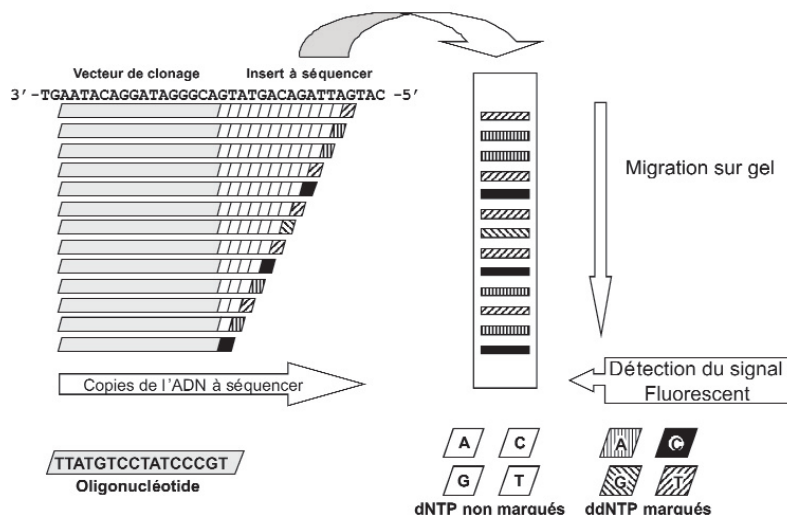 Vecteur de clonage Insert à séquencer
3’ -TGAATACAGGATAGGGCAGTATGACAGATTAGTAC -5’
Migration sur gel
Copies de l’ADN à séquencer
Détection du signal
Fluorescent
TTATGTCCTATCCCGT
Oligonucléotide
A C
G T
dNTP non marqués
A C
G T
ddNTP marqués